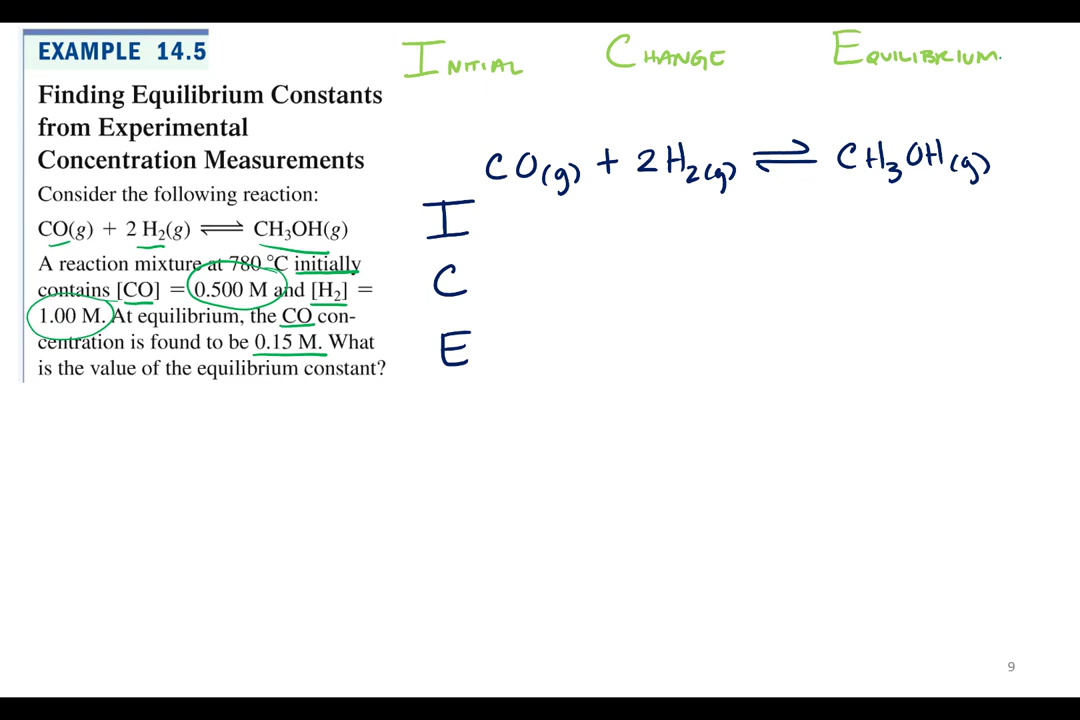 EXAMPLE 14.5
Finding Equilibrium Constants
from Experimental
Concentration Measurements
Consider the following reaction:
CO(g) + 2 H₂(g) ⇌ CH₃OH(g)
A reaction mixture at 780 °C initially
contains [CO] = 0.500 M and [H₂] =
1.00 M. At equilibrium, the CO con-
centration is found to be 0.15 M. What
is the value of the equilibrium constant?
INITIAL CHANGE EQUILIBRIUM
CO(g) + 2H₂(g) ⇌ CH₃OH(g)
I
C
E
9